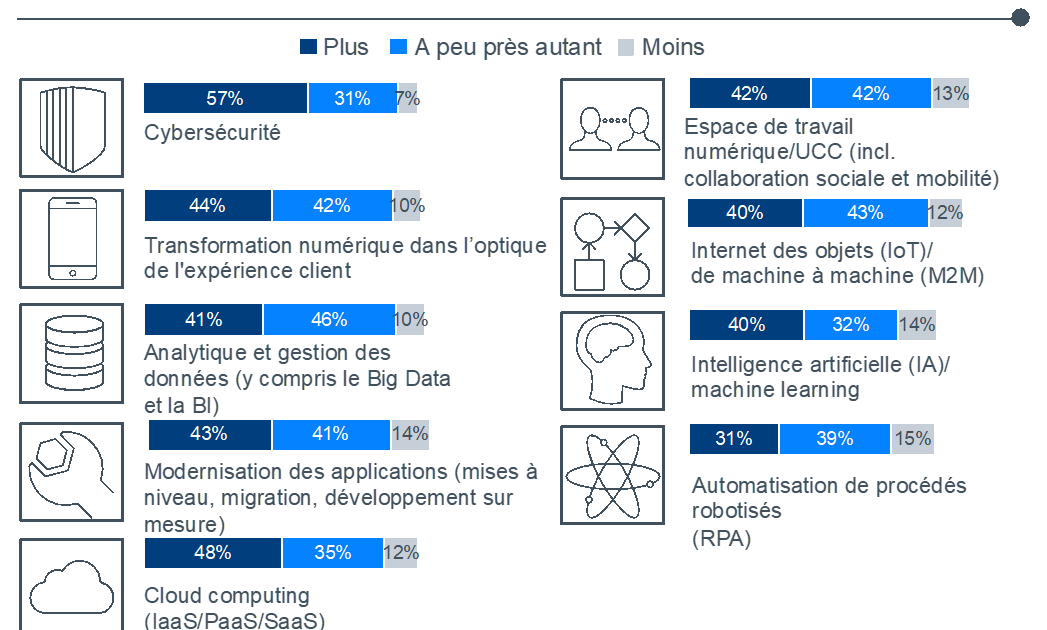 Plus A peu près autant Moins
57% 31% 7%
Cybersécurité
44% 42% 10%
Transformation numérique dans l’optique
de l'expérience client
41% 46% 10%
Analytique et gestion des
données (y compris le Big Data
et la BI)
43% 41% 14%
Modernisation des applications (mises à
niveau, migration, développement sur
mesure)
48% 35% 12%
Cloud computing
(IaaS/PaaS/SaaS)
42% 42% 13%
Espace de travail
numérique/UCC (incl.
collaboration sociale et mobilité)
40% 43% 12%
Internet des objets (IoT)/
de machine à machine (M2M)
40% 32% 14%
Intelligence artificielle (IA)/
machine learning
31% 39% 15%
Automatisation de procédés
robotisés
(RPA)